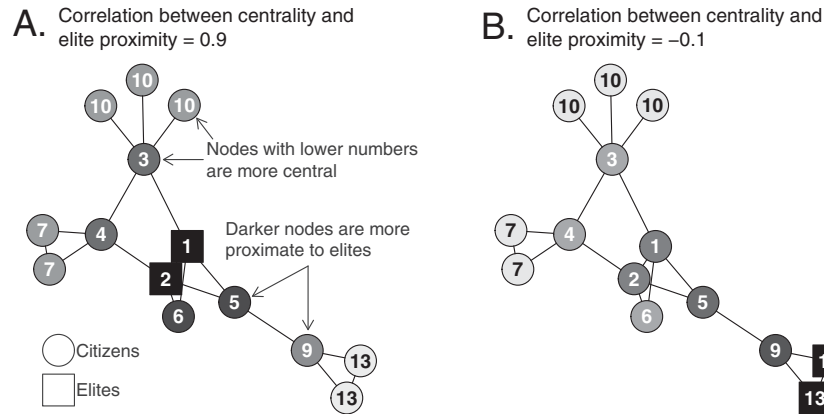 A. Correlation between centrality and
elite proximity = 0.9
10
10
10
3
Nodes with lower numbers
are more central
7
4
7
Darker nodes are more
proximate to elites
1
2
5
6
9
13
13
Citizens
Elites
B. Correlation between centrality and
elite proximity = −0.1
10
10
10
3
7
4
7
1
2
5
6
9
13